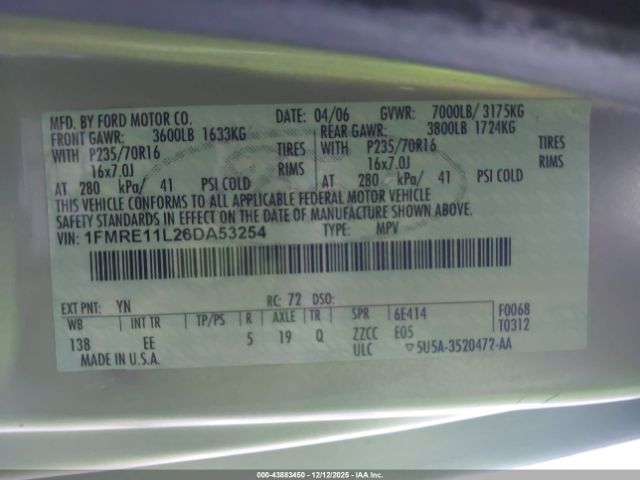 MFD. BY FORD MOTOR CO. DATE: 04/06 GVWR: 7000LB/ 3175KG
FRONT GAWR: 3600LB 1633KG REAR GAWR: 3800LB 1724KG
WITH P235/70R16 TIRES WITH P235/70R16 TIRES
16x7.0J RIMS 16x7.0J RIMS
AT 280 kPa/ 41 PSI COLD AT 280 kPa/ 41 PSI COLD
THIS VEHICLE CONFORMS TO ALL APPLICABLE FEDERAL MOTOR VEHICLE
SAFETY STANDARDS IN EFFECT ON THE DATE OF MANUFACTURE SHOWN ABOVE.
VIN: 1FMRE11L26DA53254 TYPE: MPV
EXT PNT: YN RC: 72 DSO:
WB INT TR TP/PS R AXLE TR SPR 6E414 F0068
138 EE 5 19 Q ZZCC E05 T0312
MADE IN U.S.A. ULC ▽5U5A-3520472-AA
000-43883450 - 12/12/2025 - IAA Inc.